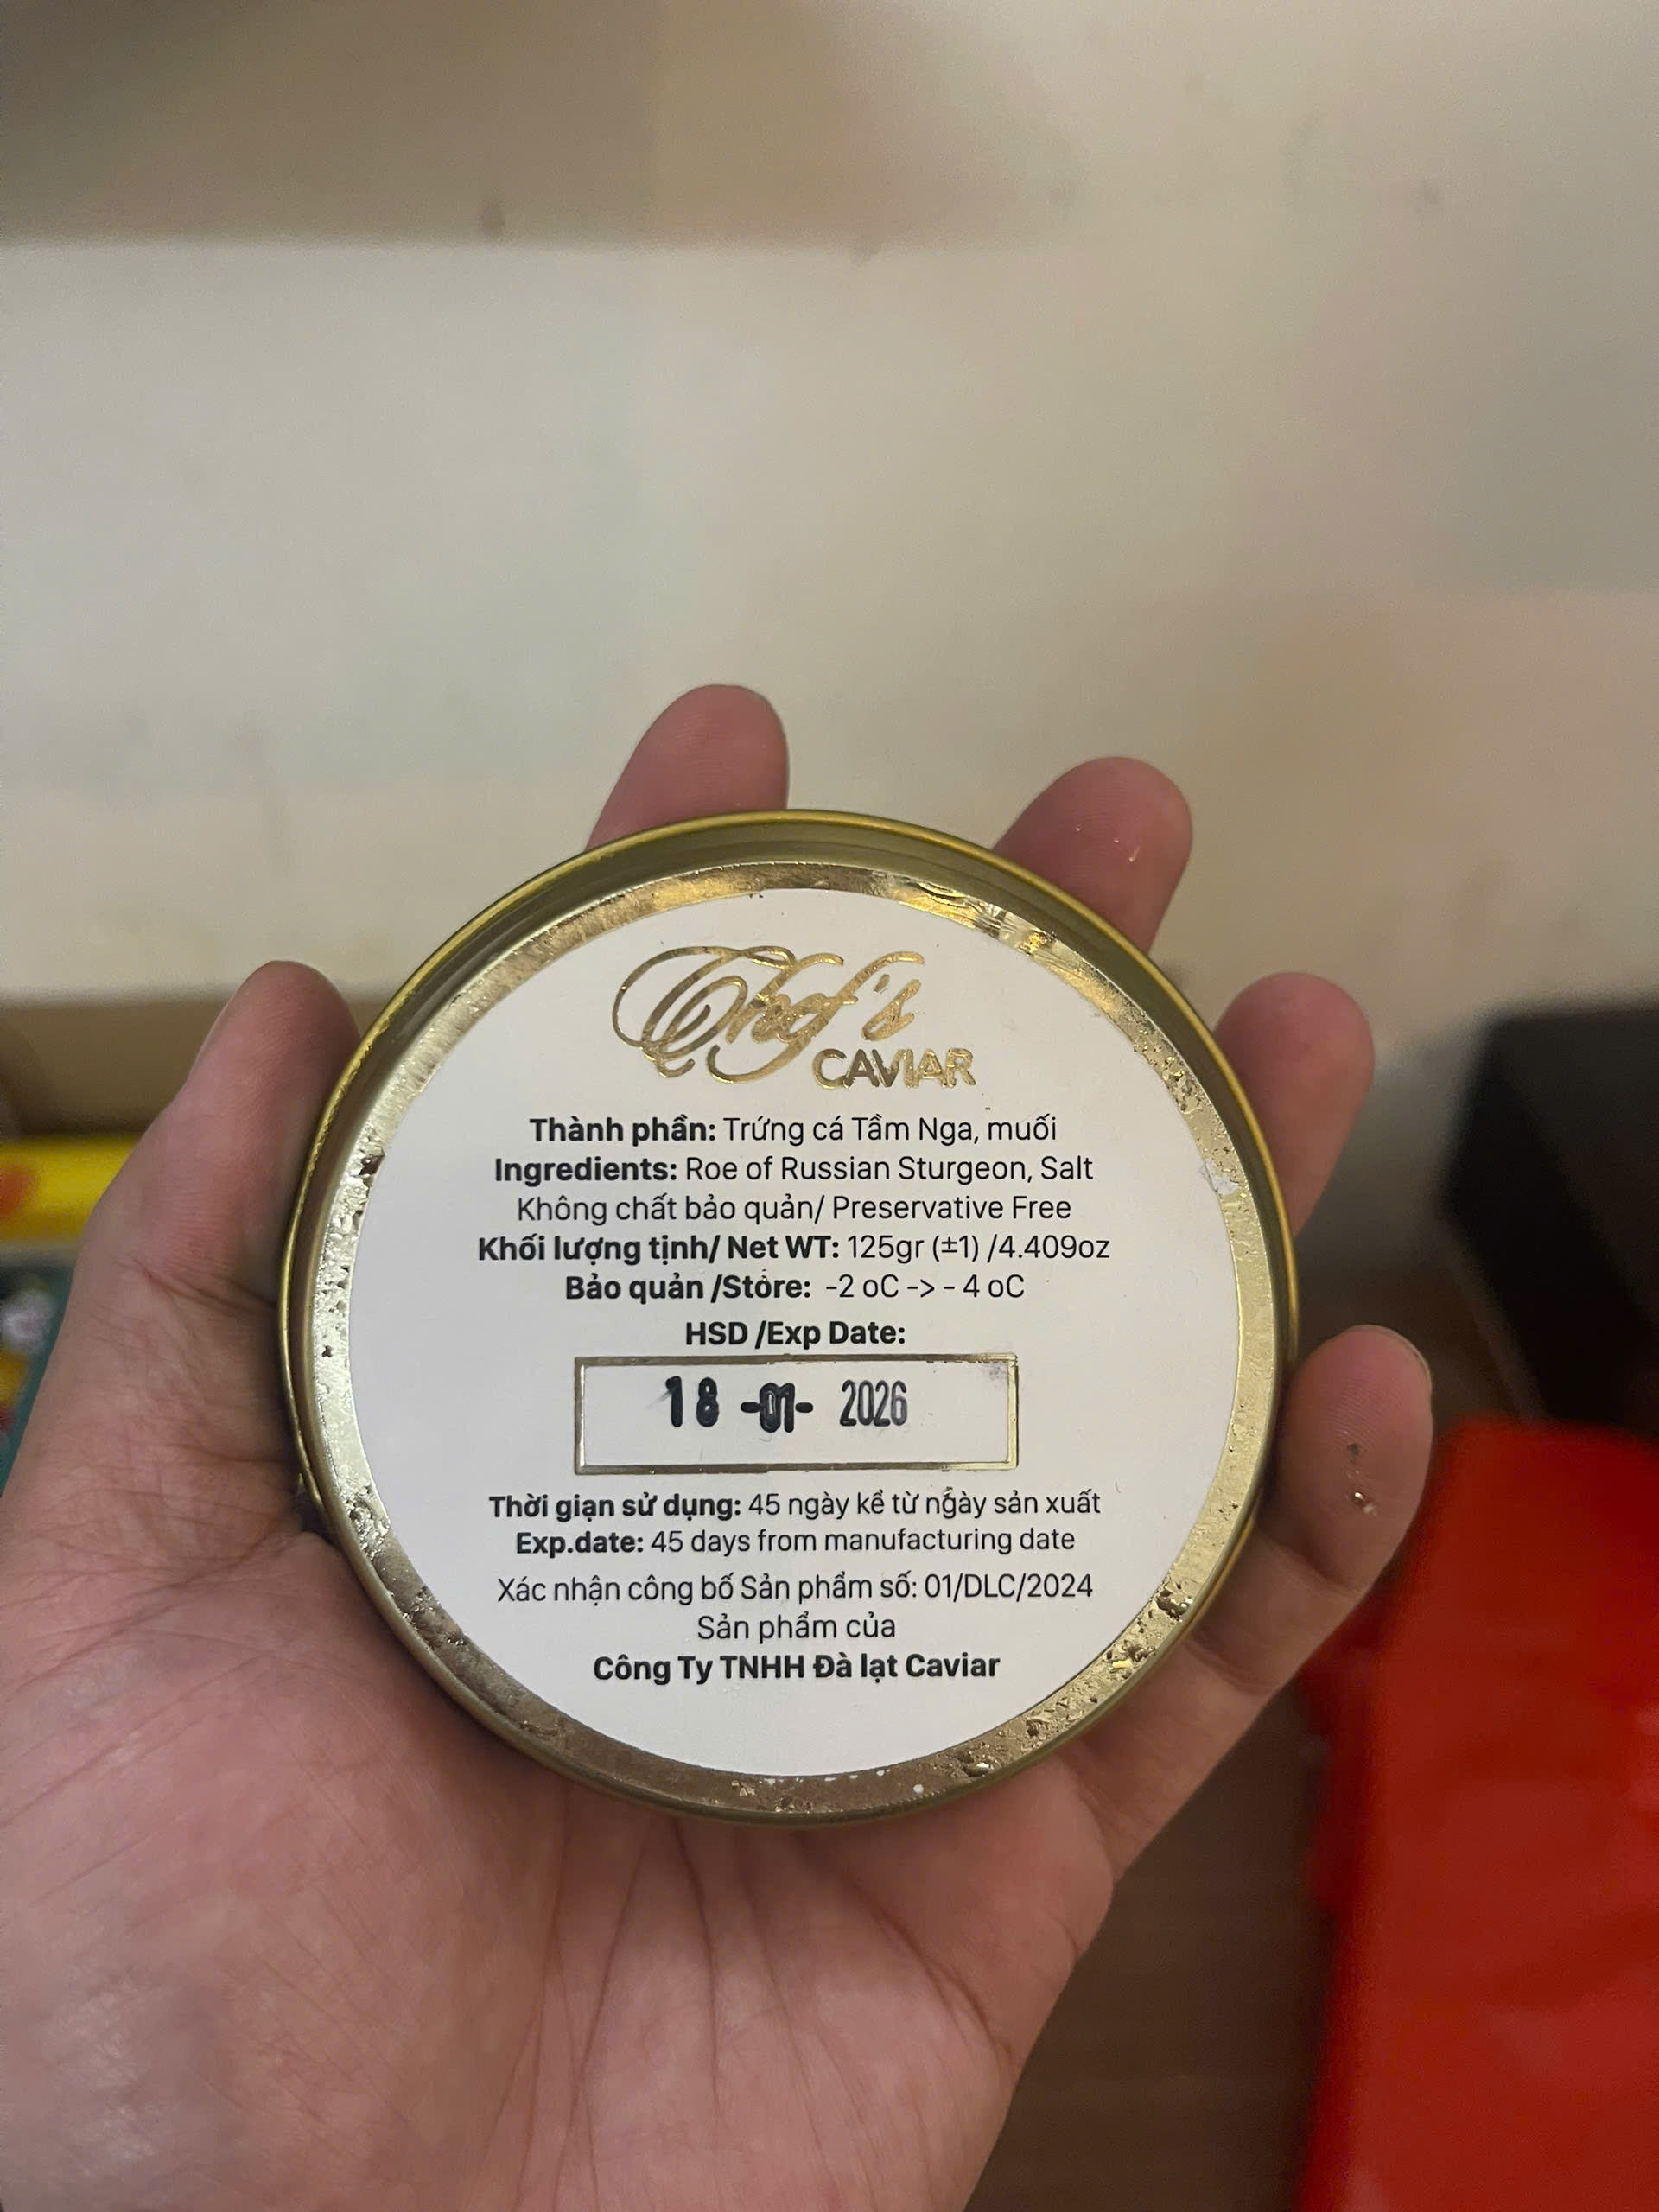 Chef's
CAVIAR
Thành phần: Trứng cá Tầm Nga, muối
Ingredients: Roe of Russian Sturgeon, Salt
Không chất bảo quản/ Preservative Free
Khối lượng tịnh/ Net WT: 125gr (±1) /4.409oz
Bảo quản /Store: -2 oC -> - 4 oC
HSD /Exp Date:
18 -01- 2026
Thời gian sử dụng: 45 ngày kể từ ngày sản xuất
Exp.date: 45 days from manufacturing date
Xác nhận công bố Sản phẩm số: 01/DLC/2024
Sản phẩm của
Công Ty TNHH Đà lạt Caviar